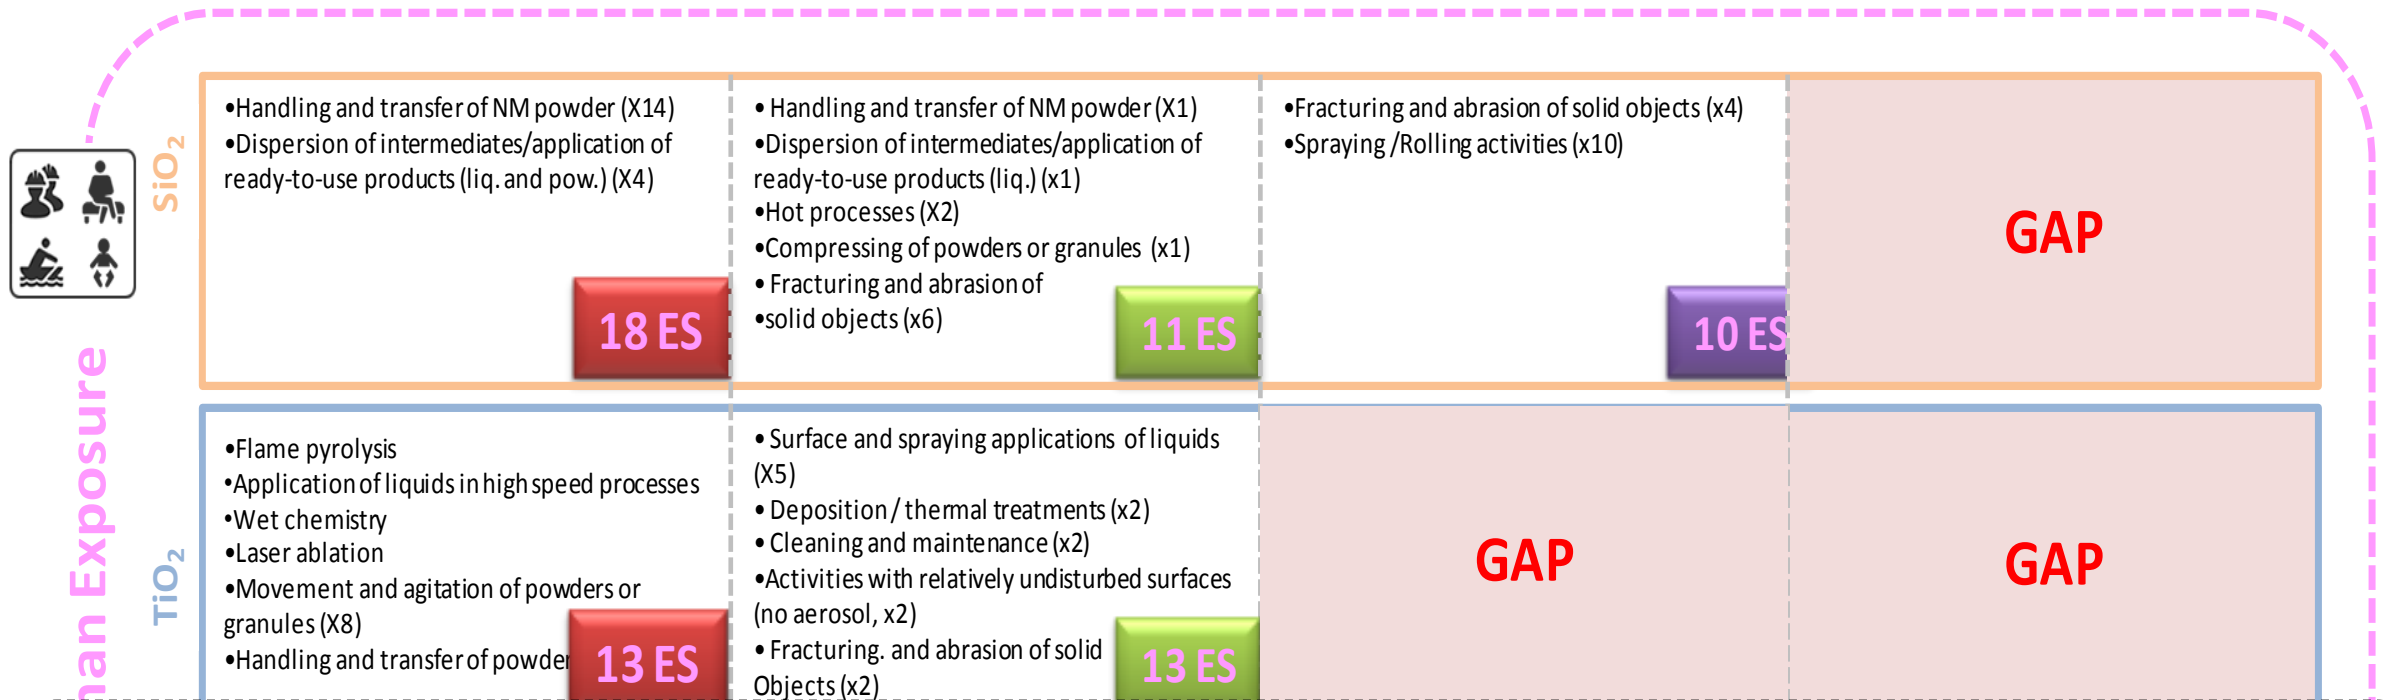 SiO₂
•Handling and transfer of NM powder (X14)
•Dispersion of intermediates/application of
ready-to-use products (liq. and pow.) (X4)
18 ES
• Handling and transfer of NM powder (X1)
•Dispersion of intermediates/application of
ready-to-use products (liq.) (x1)
•Hot processes (X2)
•Compressing of powders or granules (x1)
• Fracturing and abrasion of
•solid objects (x6)
11 ES
•Fracturing and abrasion of solid objects (x4)
•Spraying /Rolling activities (x10)
10 ES
GAP
TiO₂
•Flame pyrolysis
•Application of liquids in high speed processes
•Wet chemistry
•Laser ablation
•Movement and agitation of powders or
granules (X8)
•Handling and transfer of powder
13 ES
• Surface and spraying applications of liquids
(X5)
• Deposition / thermal treatments (x2)
• Cleaning and maintenance (x2)
•Activities with relatively undisturbed surfaces
(no aerosol, x2)
• Fracturing. and abrasion of solid
Objects (x2)
13 ES
GAP
GAP
Exposure